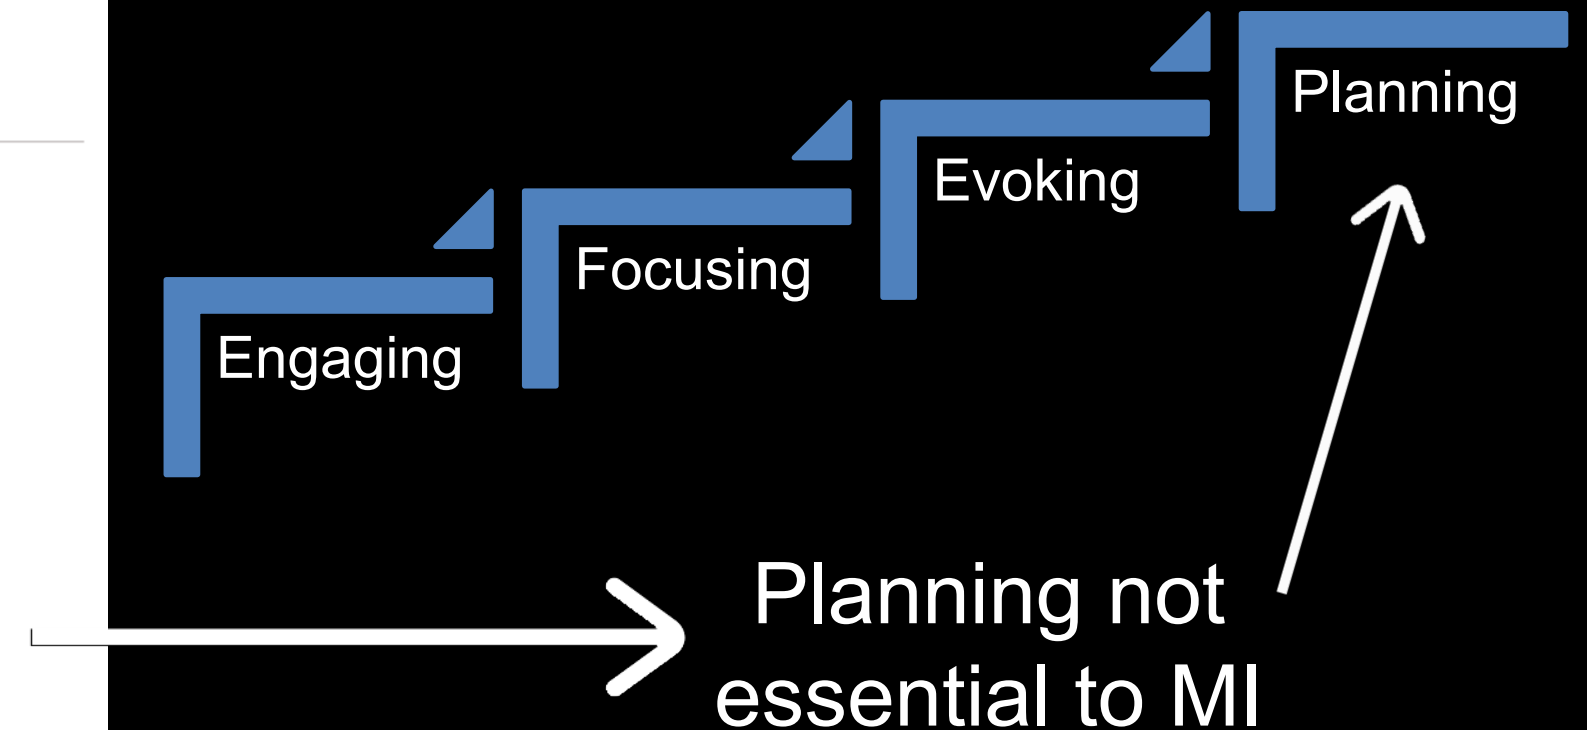 Planning
Evoking
Focusing
Engaging
Planning not
essential to MI